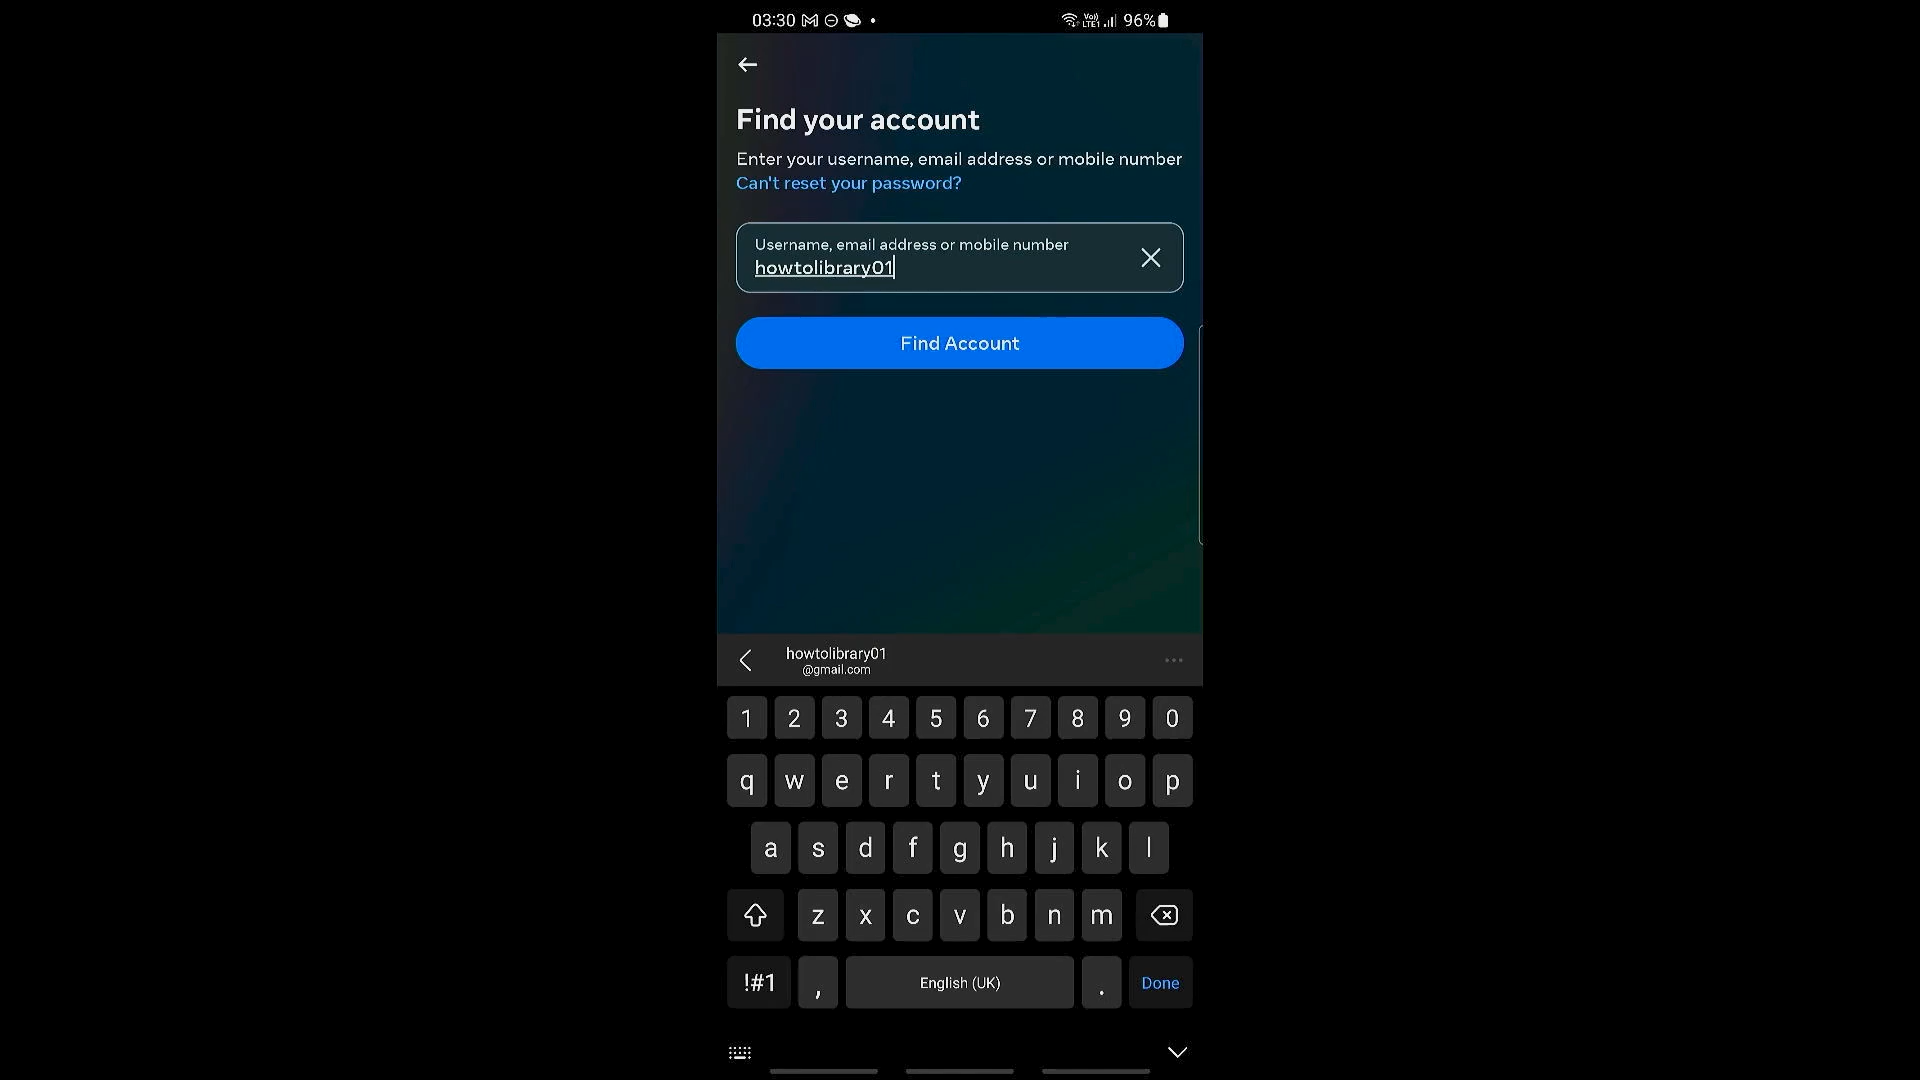 03:30 96%
Find your account
Enter your username, email address or mobile number
Can't reset your password?
Username, email address or mobile number
howtolibrary01
Find Account
howtolibrary01
@gmail.com
1 2 3 4 5 6 7 8 9 0
q w e r t y u i o p
a s d f g h j k l
z x c v b n m
!#1 , English (UK) . Done